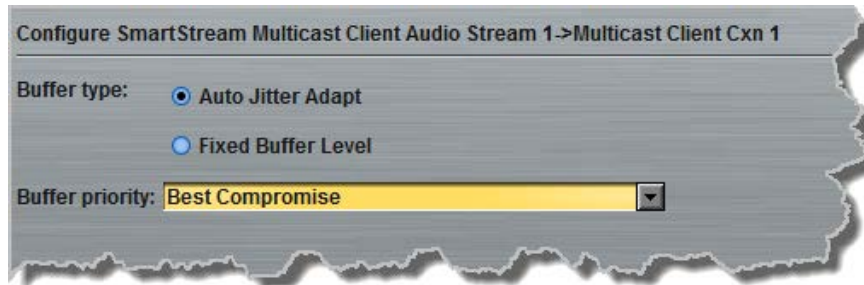 Configure SmartStream Multicast Client Audio Stream 1->Multicast Client Cxn 1
Buffer type:
Auto Jitter Adapt
Fixed Buffer Level
Buffer priority: Best Compromise